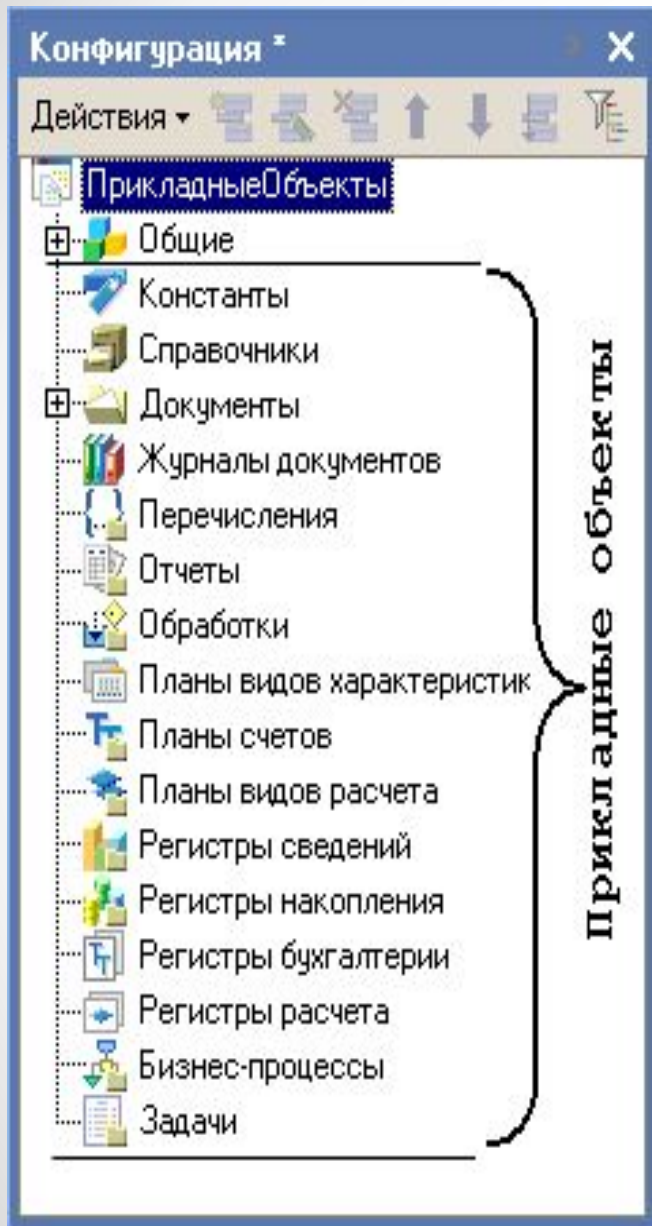 Конфигурация *
Действия
ПрикладныеОбъекты
Общие
Константы
Справочники
Документы
Журналы документов
Перечисления
Отчеты
Обработки
Планы видов характеристик
Планы счетов
Планы видов расчета
Регистры сведений
Регистры накопления
Регистры бухгалтерии
Регистры расчета
Бизнес-процессы
Задачи
Прикладные объекты